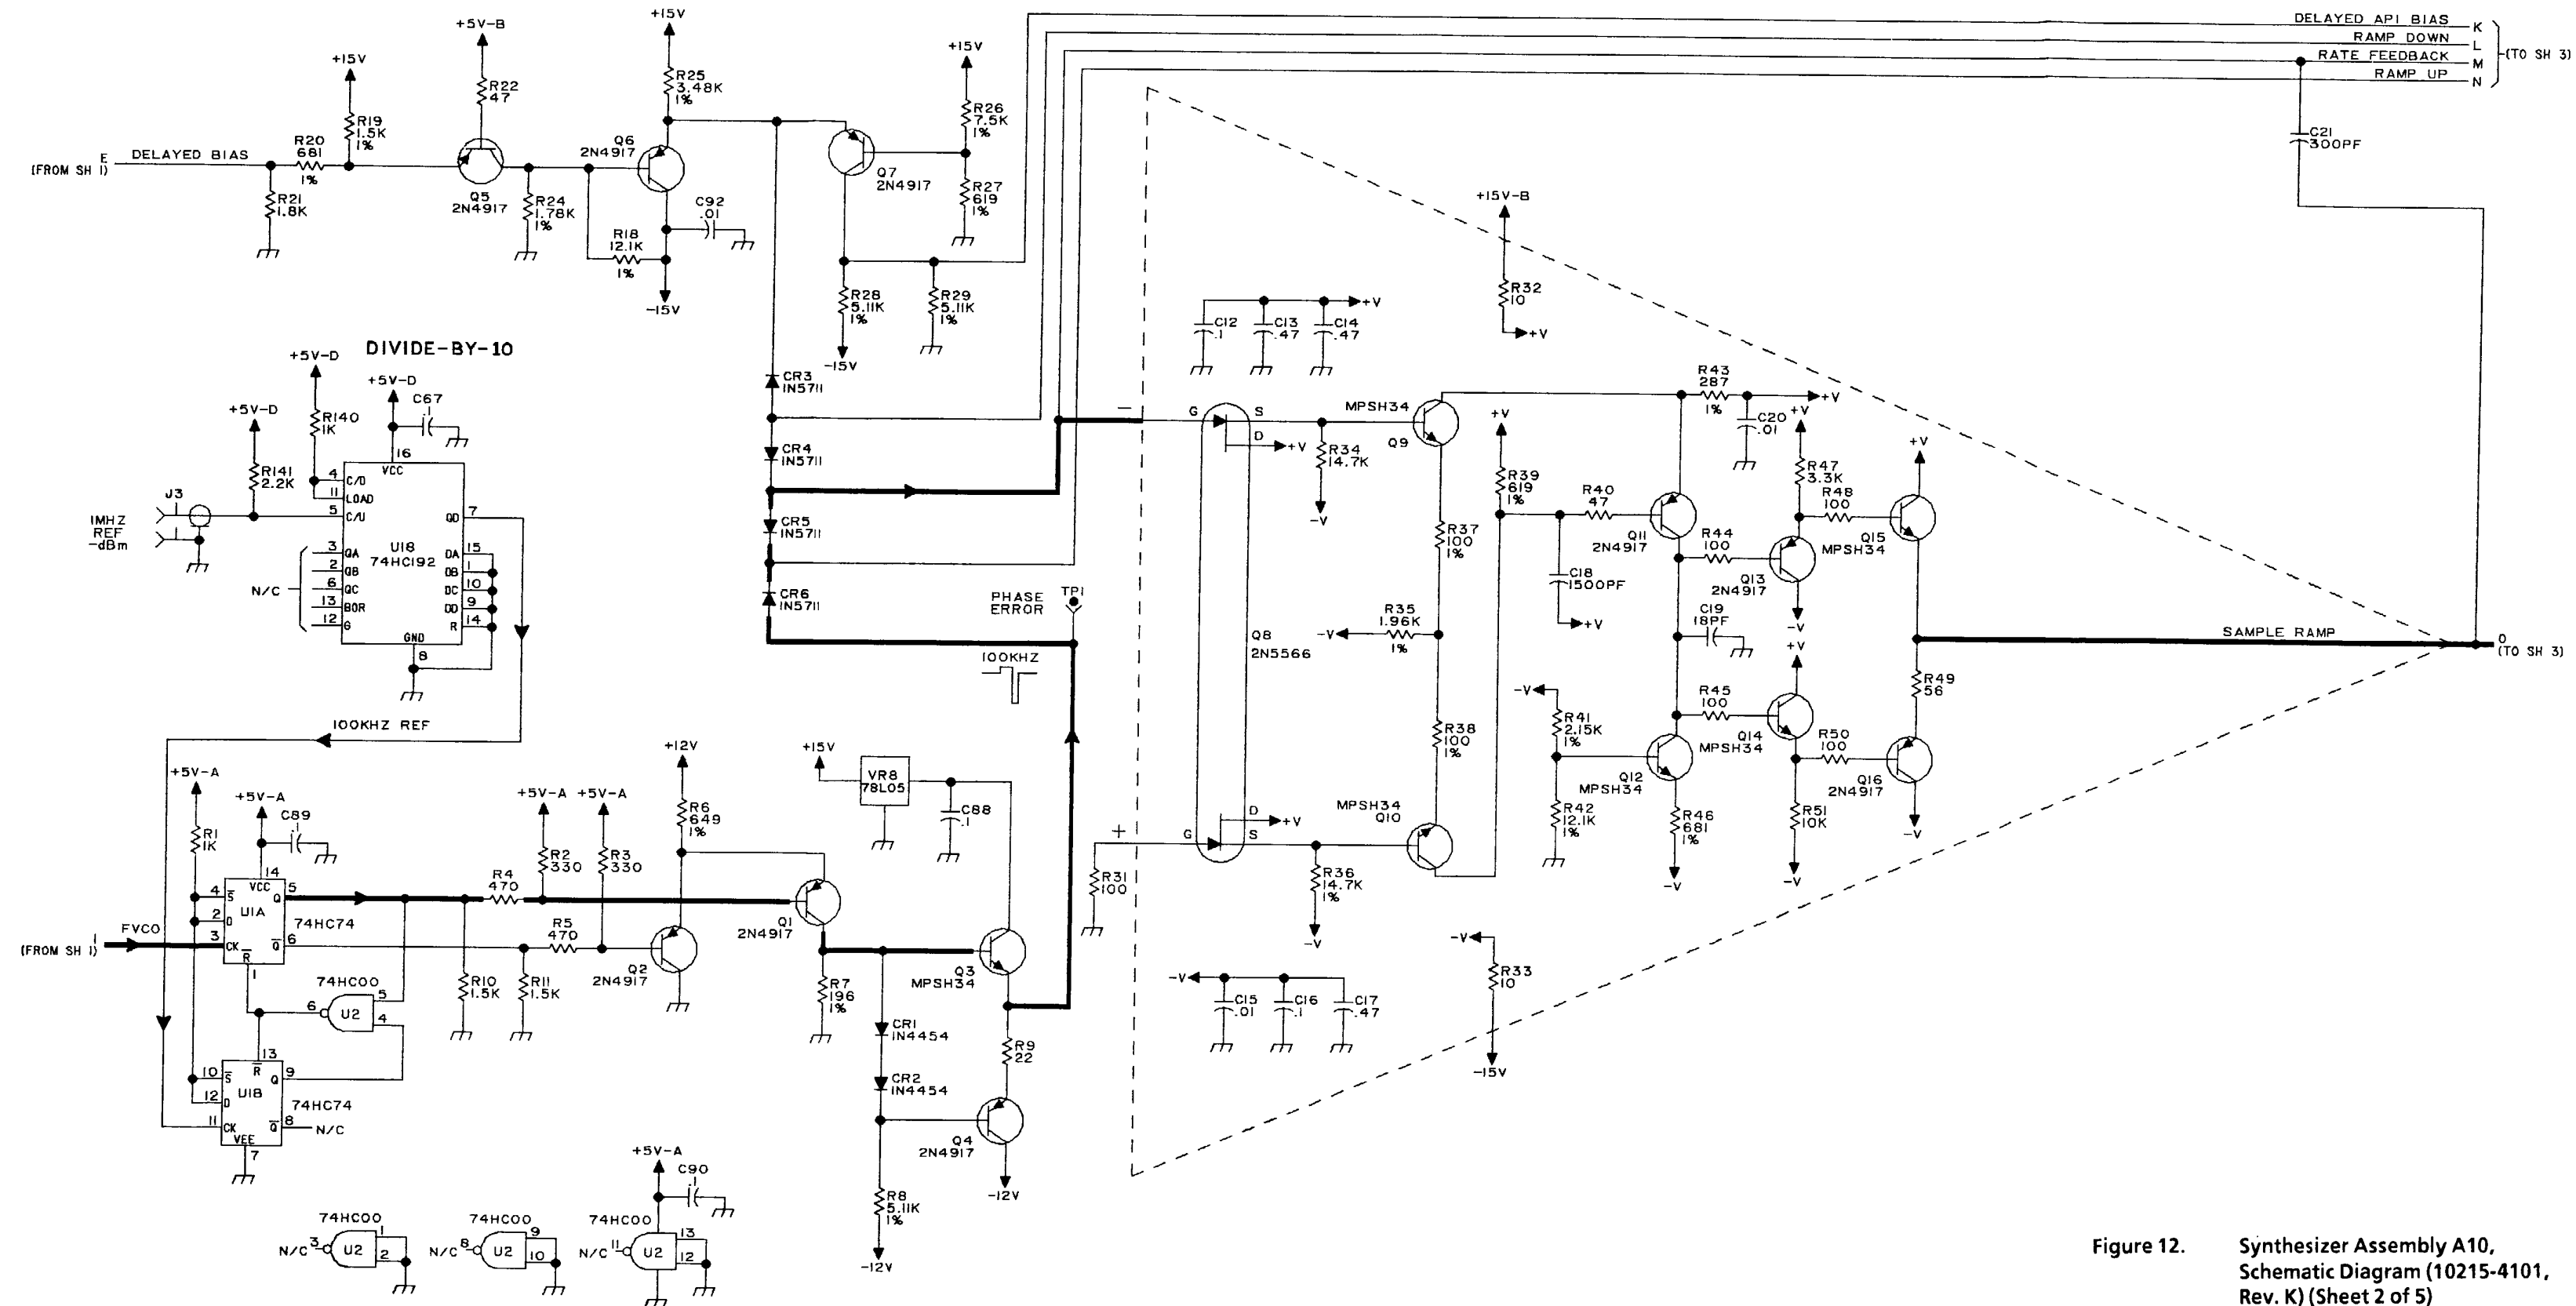 DELAYED API BIAS K
RAMP DOWN L
RATE FEEDBACK M
RAMP UP N
(TO SH 3)
+15V
+5V-B
+15V
+15V
R22
47
R25
3.48K
1%
R19
1.5K
1%
R26
7.5K
1%
C21
300PF
E
(FROM SH 1)
DELAYED BIAS
R20
681
1%
Q6
2N4917
Q7
2N4917
R21
1.8K
Q5
2N4917
R24
1.78K
1%
R27
619
1%
C92
.01
R18
12.1K
1%
-15V
+15V-B
R28
5.11K
1%
R29
5.11K
1%
-15V
R32
10
+V
C12
.1
C13
.47
C14
.47
+V
DIVIDE-BY-10
+5V-D
+5V-D
+5V-D
C67
.1
R140
1K
R141
2.2K
16
VCC
4 C/D
11 LOAD
5 C/U
QD 7
J3
1MHZ
REF
-dBm
U18
74HC192
3 QA
2 QB
6 QC
13 BOR
12 G
N/C
DA 15
DB 1
DC 10
DD 9
R 14
GND
8
CR3
1N5711
CR4
1N5711
CR5
1N5711
CR6
1N5711
PHASE
ERROR
TP1
100KHZ
100KHZ REF
-
G
S
D
+V
R34
14.7K
-V
MPSH34
Q9
R43
287
1%
+V
C20
.01
+V
+V
R39
619
1%
R40
47
R47
3.3K
R48
100
+V
R37
100
1%
Q11
2N4917
R44
100
Q15
MPSH34
C18
1500PF
+V
Q13
2N4917
-V
R35
1.96K
1%
-V
C19
18PF
Q8
2N5566
+V
SAMPLE RAMP
O
(TO SH 3)
R49
56
R38
100
1%
-V
R41
2.15K
1%
R45
100
Q14
MPSH34
R50
100
Q12
MPSH34
Q16
2N4917
-V
R42
12.1K
1%
R46
681
1%
-V
R51
10K
-V
MPSH34
Q10
+
G
D
S
+V
R31
100
R36
14.7K
1%
-V
-V
R33
10
-15V
-V
C15
.01
C16
.1
C17
.47
+5V-A
+5V-A
R1
1K
C89
.1
14
VCC
4 S
2 D
3 CK
R
1
5
Q
U1A
74HC74
Q 6
FVCO
I
(FROM SH 1)
+5V-A
+5V-A
R2
330
R3
330
R4
470
R5
470
+12V
R6
649
1%
+15V
VR8
78L05
C88
.1
Q1
2N4917
Q2
2N4917
R10
1.5K
R11
1.5K
R7
196
1%
Q3
MPSH34
74HC00
6
U2
5
4
13
R
10 S
12 D
11 CK
Q 9
U1B
74HC74
Q 8
N/C
VEE
7
CR1
1N4454
CR2
1N4454
R9
22
Q4
2N4917
-12V
R8
5.11K
1%
-12V
74HC00
N/C 3
U2
1
2
74HC00
N/C 8
U2
9
10
+5V-A
C90
.1
74HC00
N/C 11
U2
13
12
Figure 12. Synthesizer Assembly A10,
Schematic Diagram (10215-4101,
Rev. K) (Sheet 2 of 5)